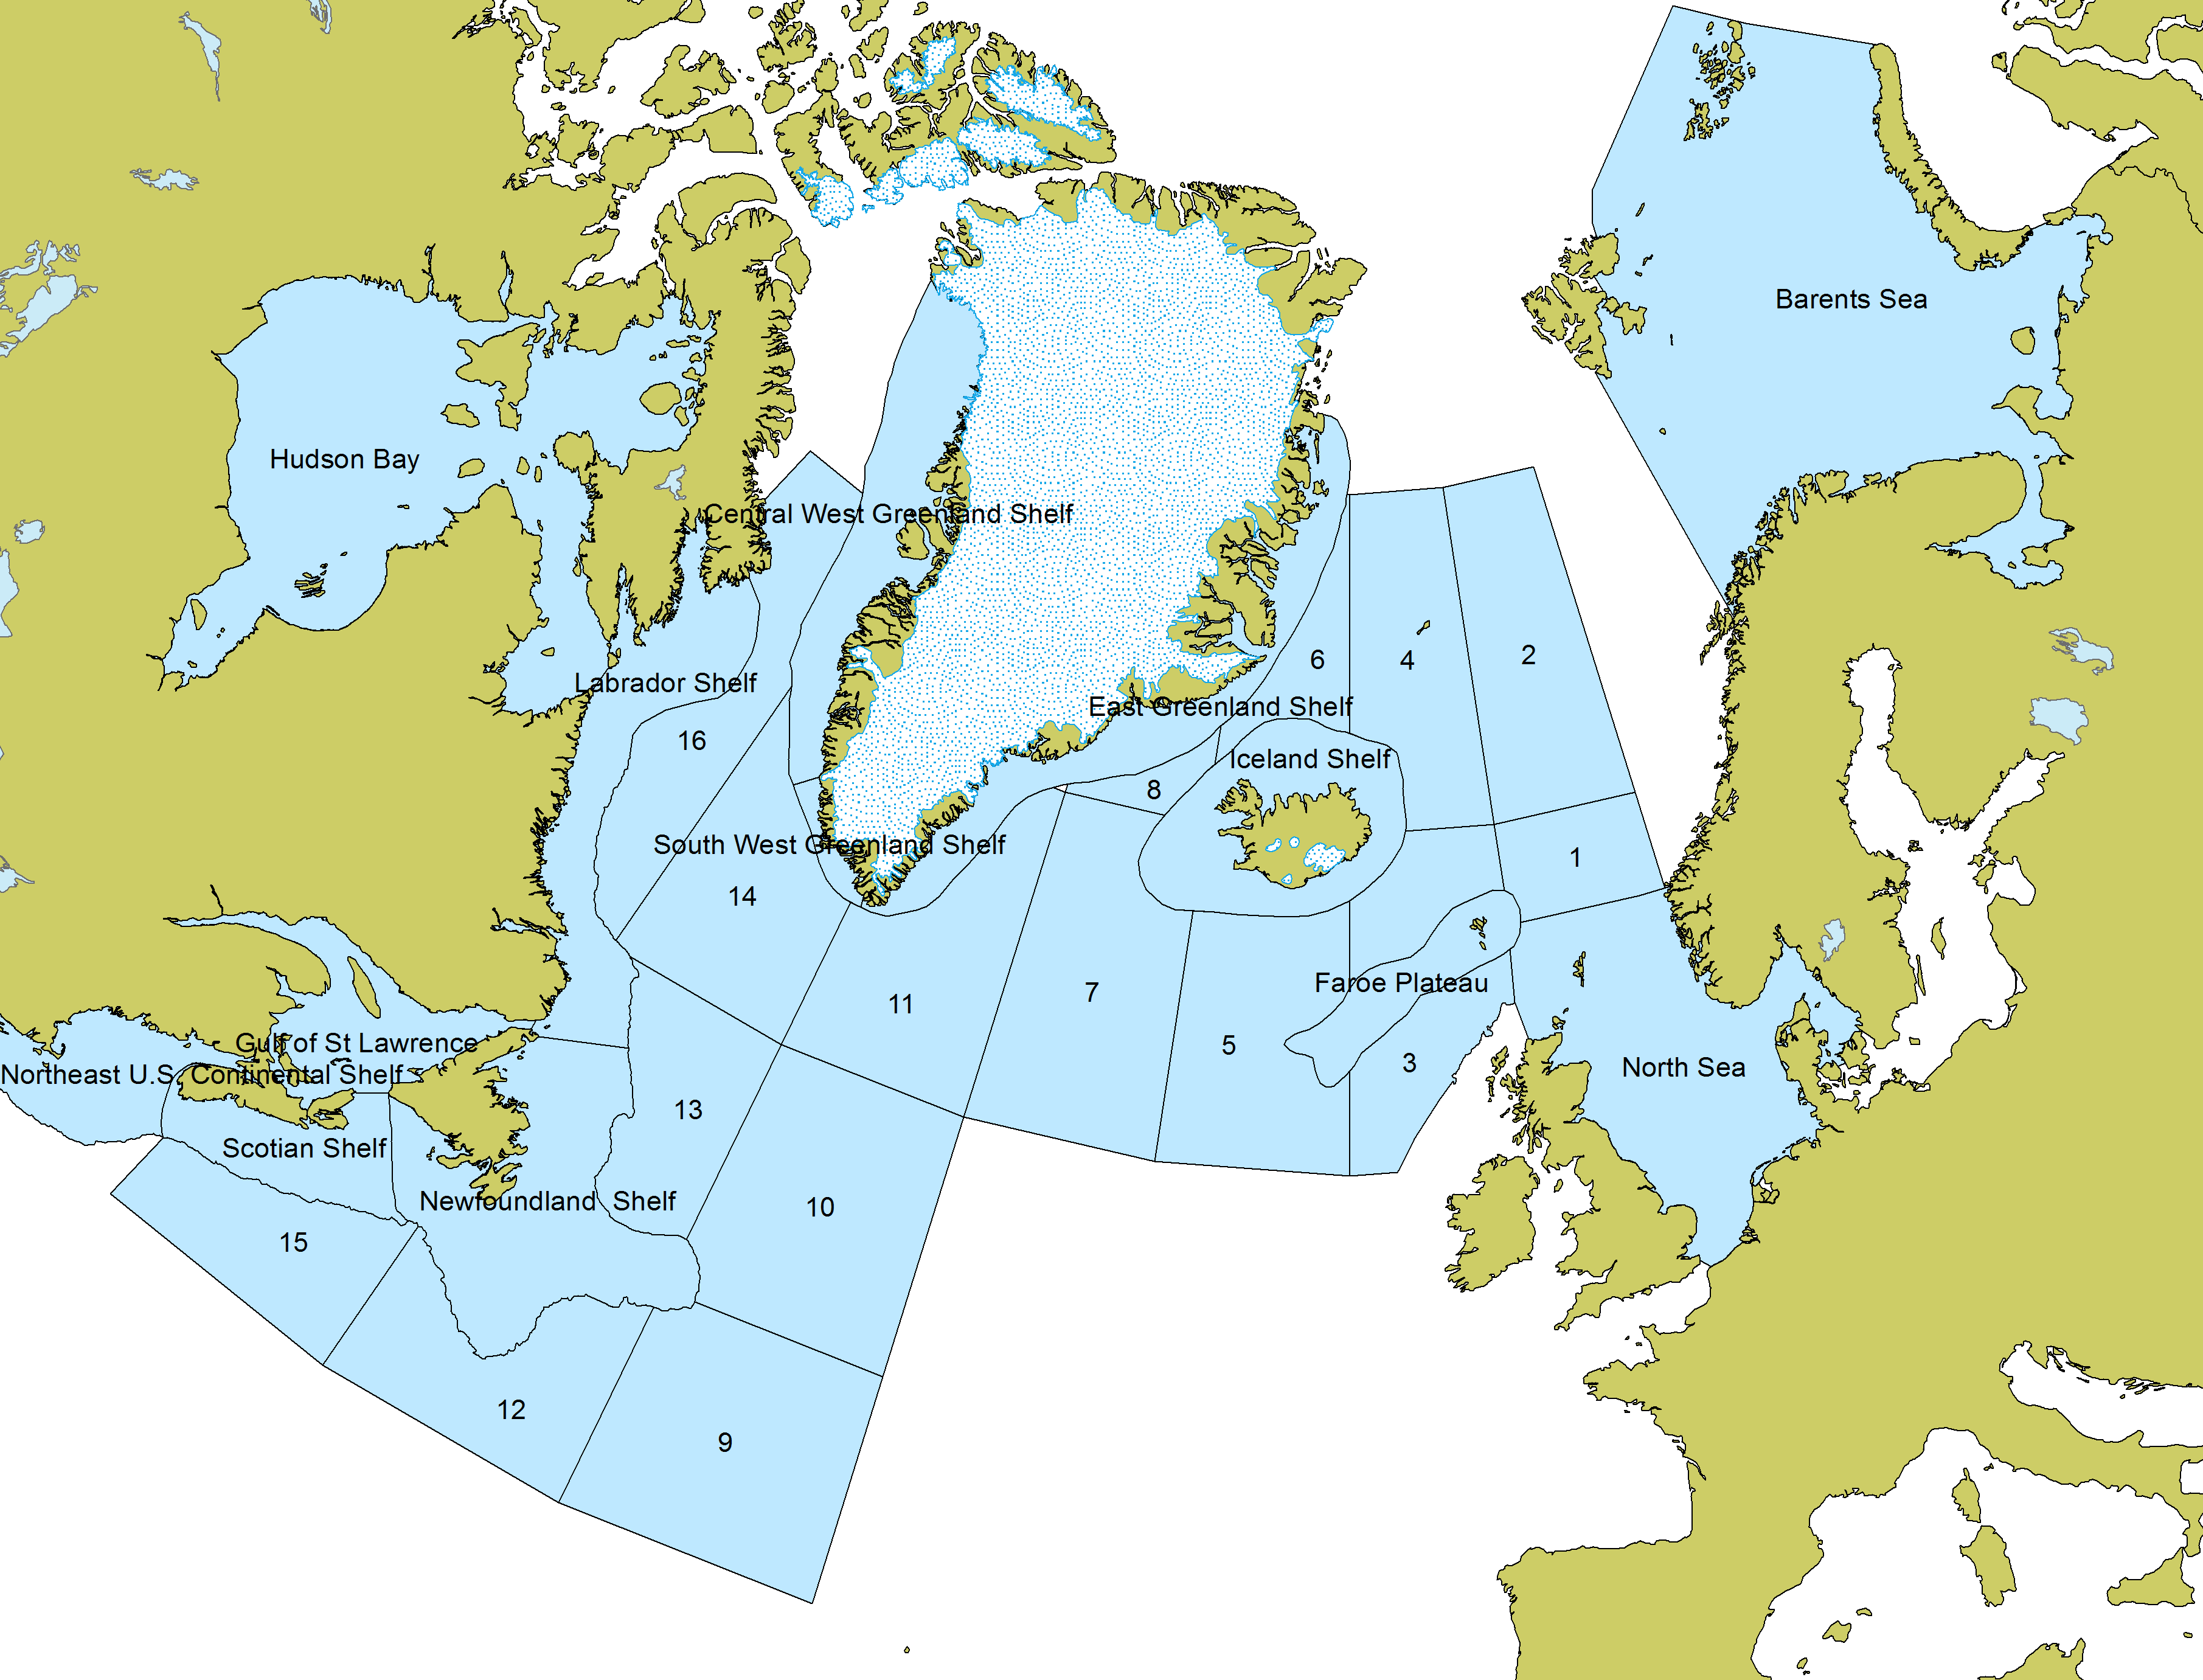 Barents Sea
Hudson Bay
Central West Greenland Shelf
2
6
4
Labrador Shelf
East Greenland Shelf
16
Iceland Shelf
8
South West Greenland Shelf
1
14
Faroe Plateau
11
7
Gulf of St Lawrence
5
3
North Sea
Northeast U.S. Continental Shelf
13
Scotian Shelf
Newfoundland Shelf
10
15
12
9